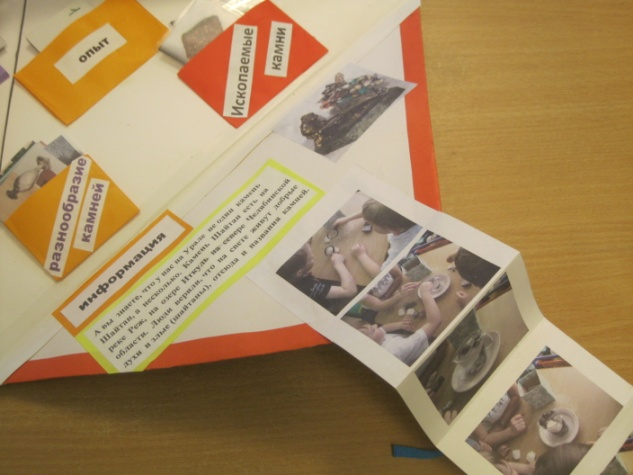 опыт
Ископаемые
камни
разнообразие
камней
информация
А вы знаете, что у нас на Урале не один камень
Шайтан, а несколько. Камень Шайтан есть на
реке Реж, на озере Иткуль на севере Челябинской
области. Люди верили, что на свете живут добрые
духи и злые (шайтаны), отсюда и названия камней.